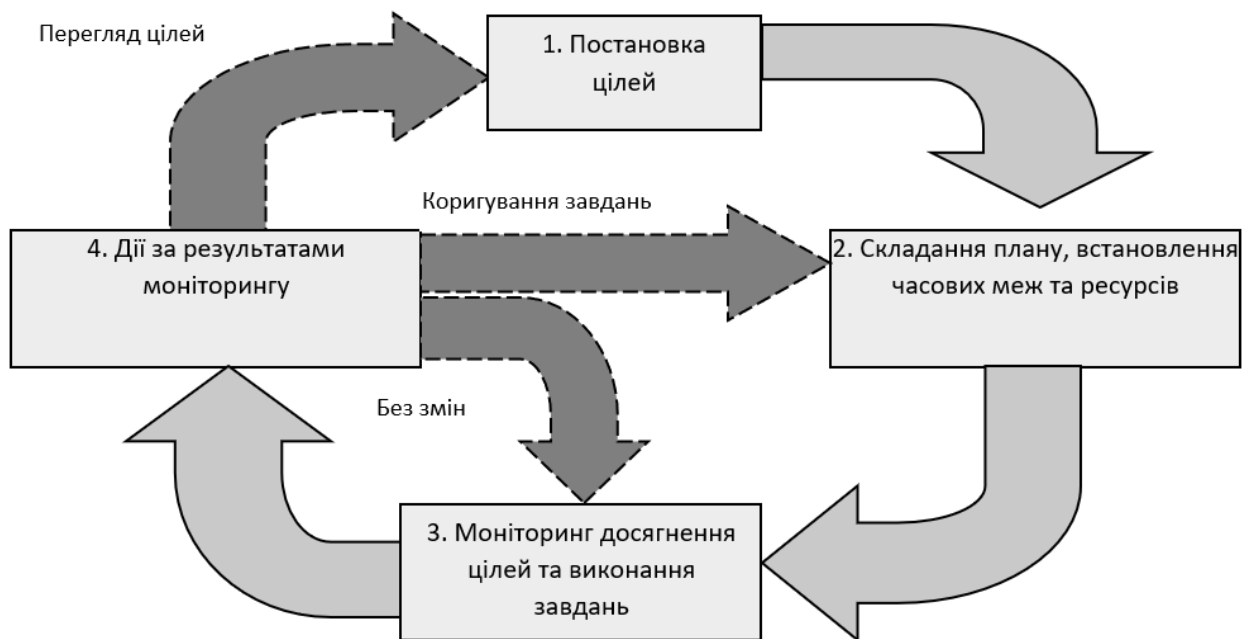 Перегляд цілей
1. Постановка
цілей
Коригування завдань
4. Дії за результатами
моніторингу
2. Складання плану, встановлення
часових меж та ресурсів
Без змін
3. Моніторинг досягнення
цілей та виконання
завдань